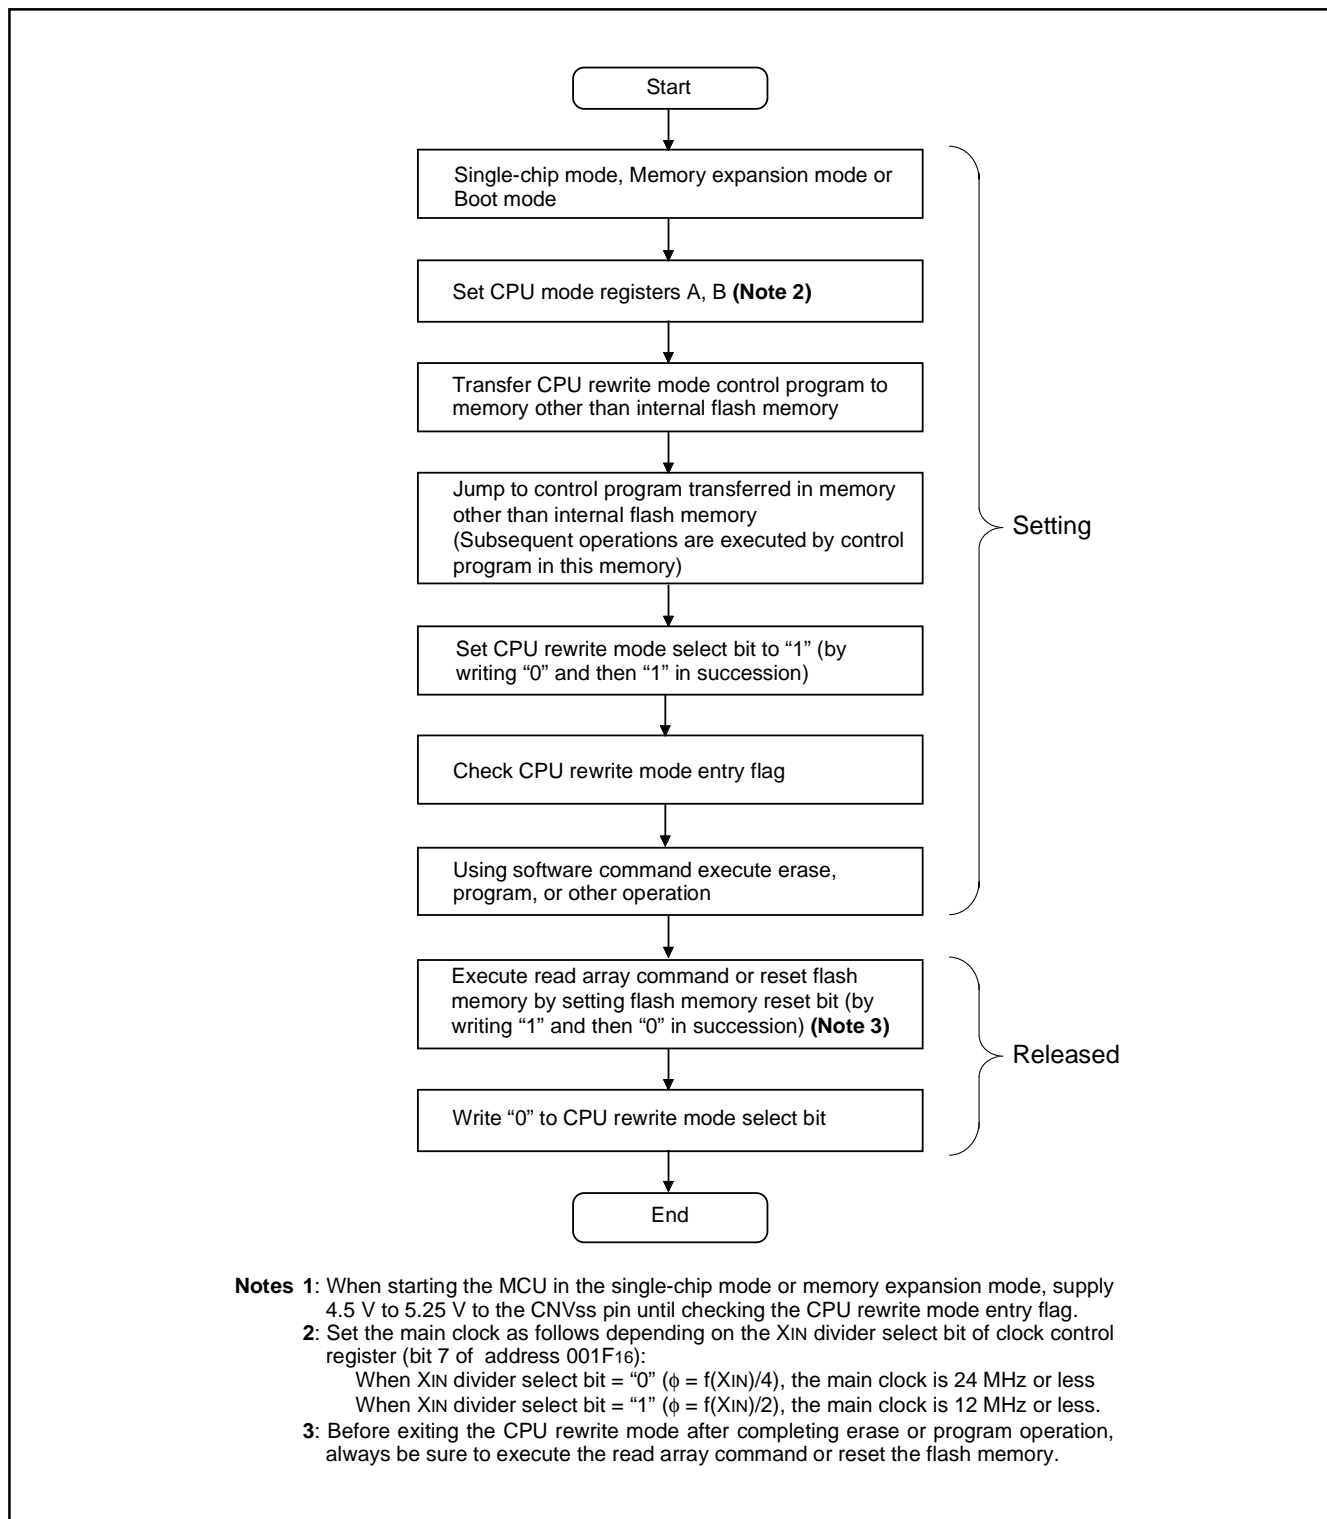 Start
Single-chip mode, Memory expansion mode or
Boot mode
Set CPU mode registers A, B (Note 2)
Transfer CPU rewrite mode control program to
memory other than internal flash memory
Jump to control program transferred in memory
other than internal flash memory
(Subsequent operations are executed by control
program in this memory)
Setting
Set CPU rewrite mode select bit to “1” (by
writing “0” and then “1” in succession)
Check CPU rewrite mode entry flag
Using software command execute erase,
program, or other operation
Execute read array command or reset flash
memory by setting flash memory reset bit (by
writing “1” and then “0” in succession) (Note 3)
Released
Write “0” to CPU rewrite mode select bit
End
Notes 1: When starting the MCU in the single-chip mode or memory expansion mode, supply
4.5 V to 5.25 V to the CNVss pin until checking the CPU rewrite mode entry flag.
2: Set the main clock as follows depending on the XIN divider select bit of clock control
register (bit 7 of address 001F16):
When XIN divider select bit = “0” (ϕ = f(XIN)/4), the main clock is 24 MHz or less
When XIN divider select bit = “1” (ϕ = f(XIN)/2), the main clock is 12 MHz or less.
3: Before exiting the CPU rewrite mode after completing erase or program operation,
always be sure to execute the read array command or reset the flash memory.